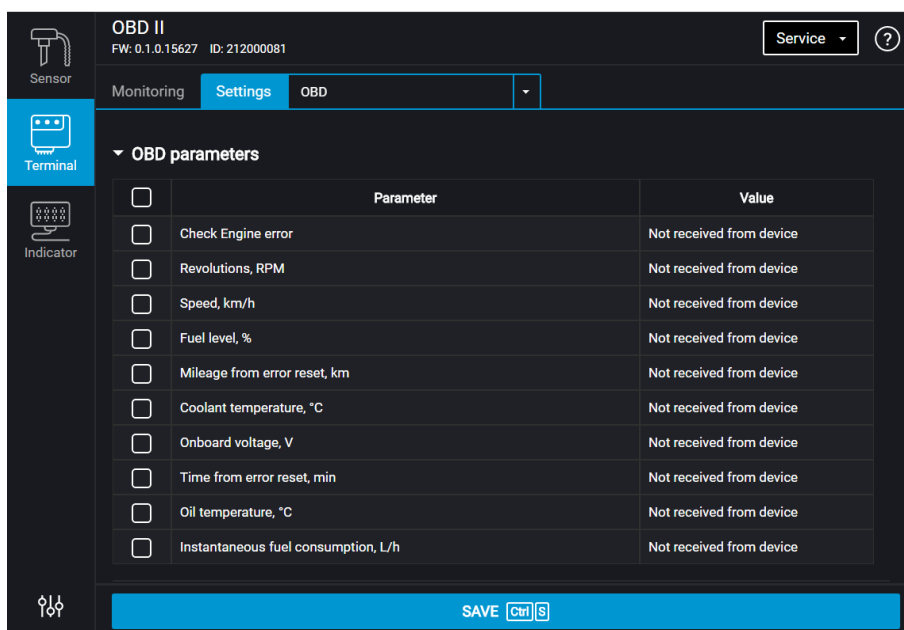 OBD II
FW: 0.1.0.15627 ID: 212000081
Service
?
Sensor
Terminal
Indicator
Monitoring Settings OBD
OBD parameters
Parameter Value
Check Engine error Not received from device
Revolutions, RPM Not received from device
Speed, km/h Not received from device
Fuel level, % Not received from device
Mileage from error reset, km Not received from device
Coolant temperature, °C Not received from device
Onboard voltage, V Not received from device
Time from error reset, min Not received from device
Oil temperature, °C Not received from device
Instantaneous fuel consumption, L/h Not received from device
SAVE Ctrl S